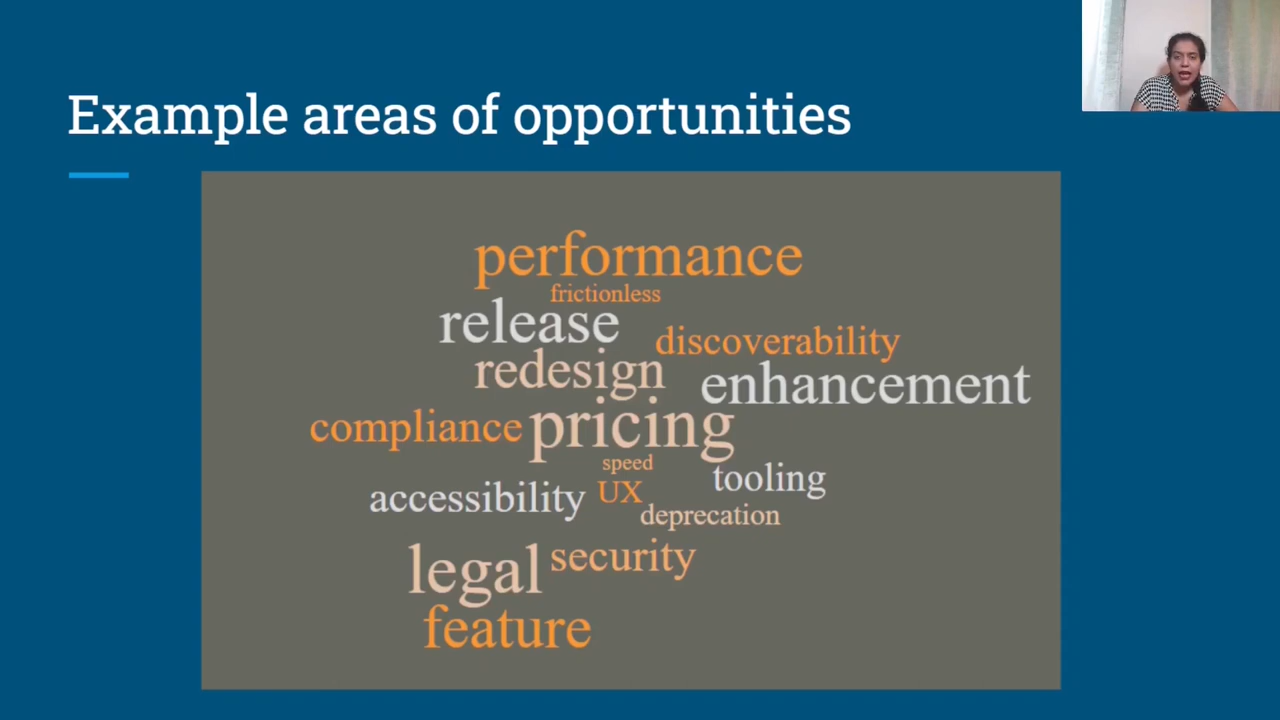 Example areas of opportunities
performance
frictionless
release
discoverability
redesign
enhancement
compliance pricing
speed
tooling
accessibility UX
deprecation
legal security
feature